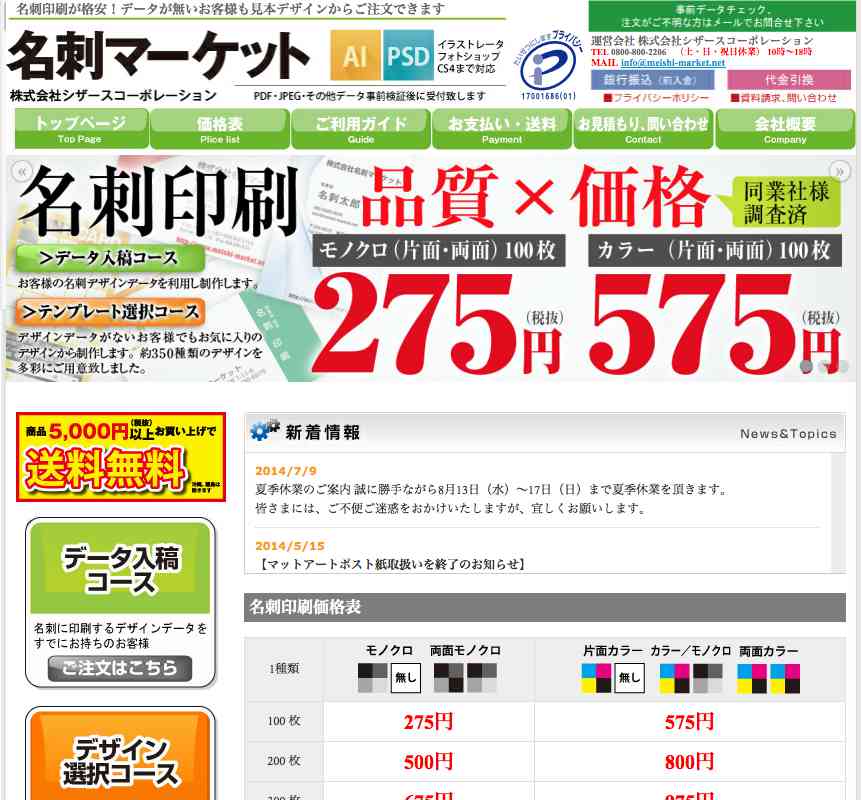 名刺印刷が格安！データが無いお客様も見本デザインからご注文できます
事前データチェック、
注文がご不明な方はメールでお問合せ下さい
名刺マーケット
株式会社シザースコーポレーション
AI
PSD
イラストレータ
フォトショップ
CS4まで対応
PDF・JPEG・その他データ事前検証後に受付致します
たいせつにしますプライバシー
17001686(01)
運営会社 株式会社シザースコーポレーション
TEL 0800-800-2206 （土・日・祝日休業） 10時～18時
MAIL info@meishi-market.net
銀行振込（前入金）
代金引換
■プライバシーポリシー
■資料請求、問い合わせ
トップページ
Top Page
価格表
Plice list
ご利用ガイド
Guide
お支払い・送料
Payment
お見積もり、問い合わせ
Contact
会社概要
Company
名刺印刷
品質×価格
同業社様
調査済
株式会社名刺マーケット
名刺太郎
＞データ入稿コース
お客様の名刺デザインデータを利用し制作します。
＞テンプレート選択コース
デザインデータがないお客様でもお気に入りの
デザインから制作します。約350種類のデザインを
多彩にご用意致しました。
モノクロ（片面・両面）100枚
275円
（税抜）
カラー（片面・両面）100枚
575円
（税抜）
商品5,000円(税抜)以上お買い上げで
送料無料
データ入稿
コース
名刺に印刷するデザインデータを
すでにお持ちのお客様
ご注文はこちら
デザイン
選択コース
新着情報
News&Topics
2014/7/9
夏季休業のご案内 誠に勝手ながら8月13日（水）～17日（日）まで夏季休業を頂きます。
皆さまには、ご不便ご迷惑をおかけいたしますが、宜しくお願いします。
2014/5/15
【マットアートポスト紙取扱いを終了のお知らせ】
名刺印刷価格表
1種類
モノクロ 両面モノクロ
無し
片面カラー カラー／モノクロ 両面カラー
無し
100 枚
275円
575円
200 枚
500円
800円